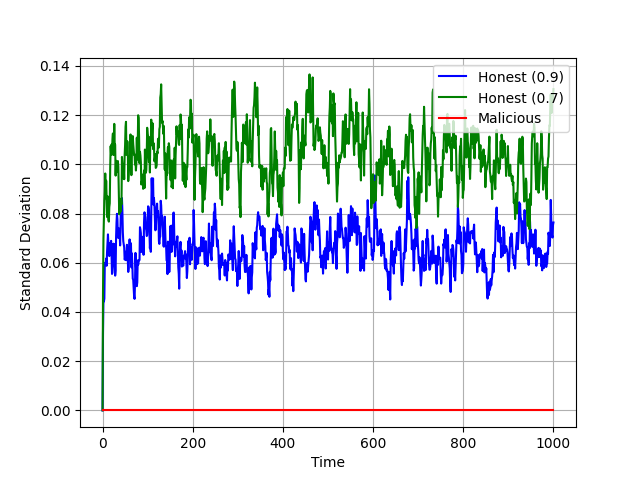 Honest (0.9)
Honest (0.7)
Malicious
Standard Deviation
0.14
0.12
0.10
0.08
0.06
0.04
0.02
0.00
0
200
400
600
800
1000
Time